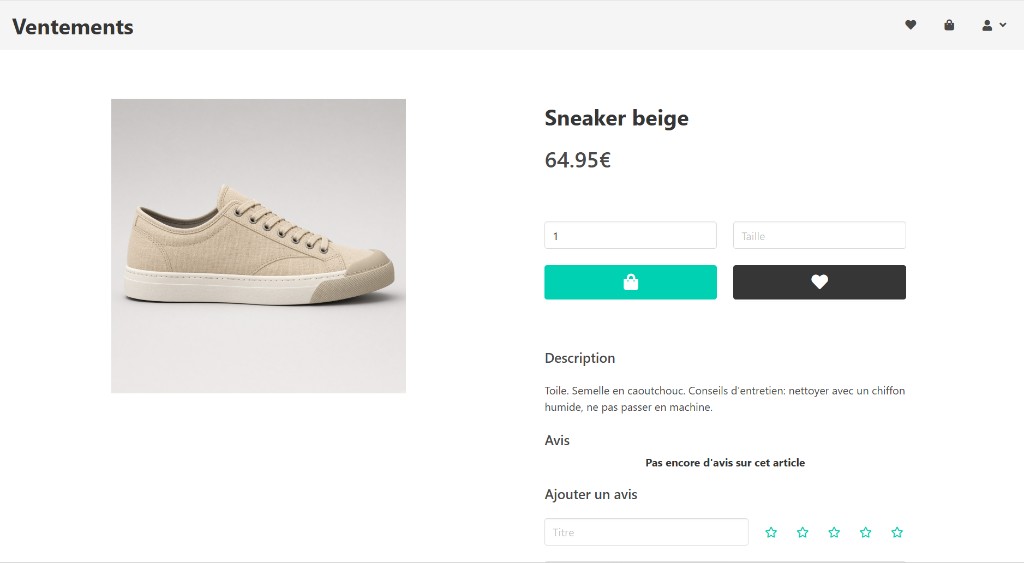 Ventements
Sneaker beige
64.95€
1
Taille
Description
Toile. Semelle en caoutchouc. Conseils d'entretien: nettoyer avec un chiffon
humide, ne pas passer en machine.
Avis
Pas encore d'avis sur cet article
Ajouter un avis
Titre